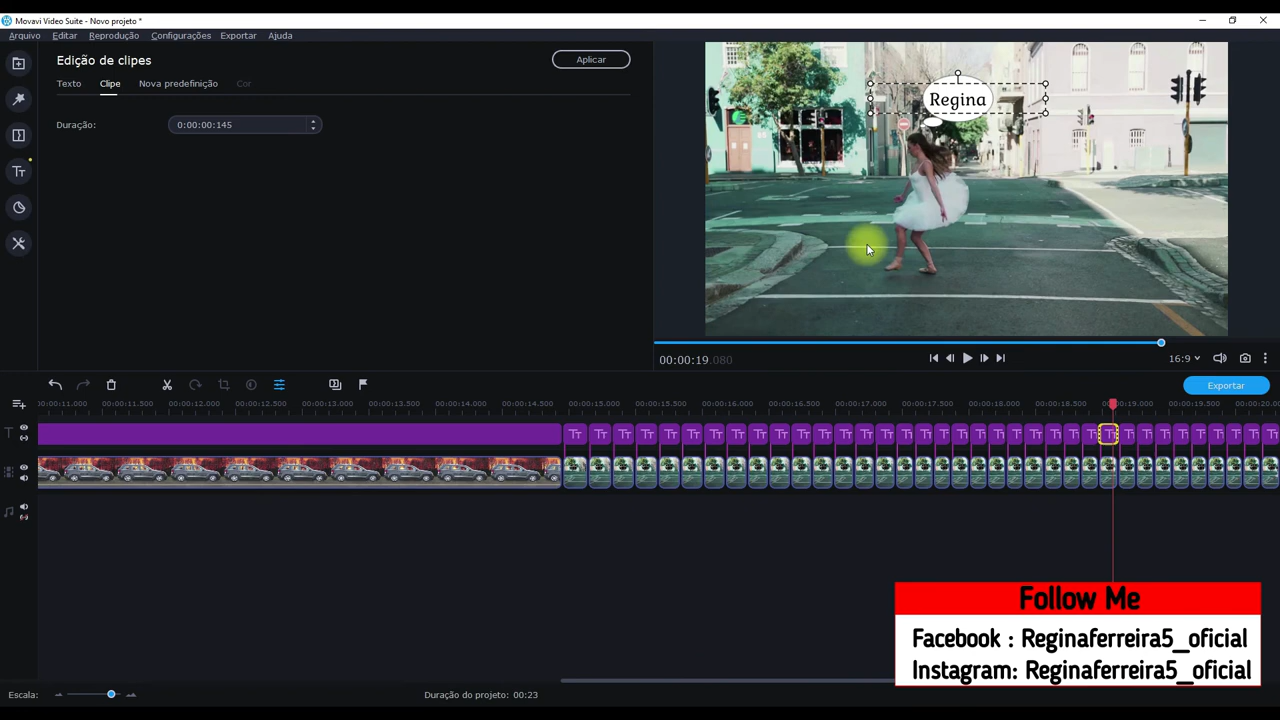 Movavi Video Suite - Novo projeto *
Arquivo Editar Reprodução Configurações Exportar Ajuda
Edição de clipes
Aplicar
Texto Clipe Nova predefinição Cor
Duração: 0:00:00:145
Regina
00:00:19.080
16:9
Exportar
00:00:11.000 00:00:11.500 00:00:12.000 00:00:12.500 00:00:13.000 00:00:13.500 00:00:14.000 00:00:14.500 00:00:15.000 00:00:15.500 00:00:16.000 00:00:16.500 00:00:17.000 00:00:17.500 00:00:18.000 00:00:18.500 00:00:19.000 00:00:19.500 00:00:20.0
Follow Me
Facebook : Reginaferreira5_oficial
Instagram: Reginaferreira5_oficial
Escala:
Duração do projeto: 00:23